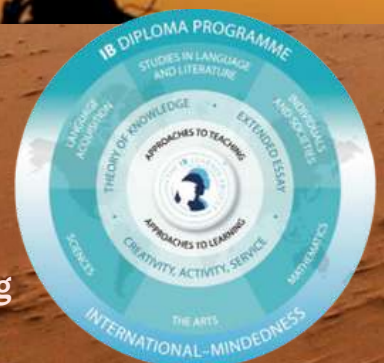 IB DIPLOMA PROGRAMME
STUDIES IN LANGUAGE
AND LITERATURE
LANGUAGE
ACQUISITION
INDIVIDUALS
AND SOCIETIES
THEORY OF KNOWLEDGE
EXTENDED ESSAY
APPROACHES TO TEACHING
APPROACHES TO LEARNING
CREATIVITY, ACTIVITY, SERVICE
SCIENCES
MATHEMATICS
THE ARTS
INTERNATIONAL-MINDEDNESS
g